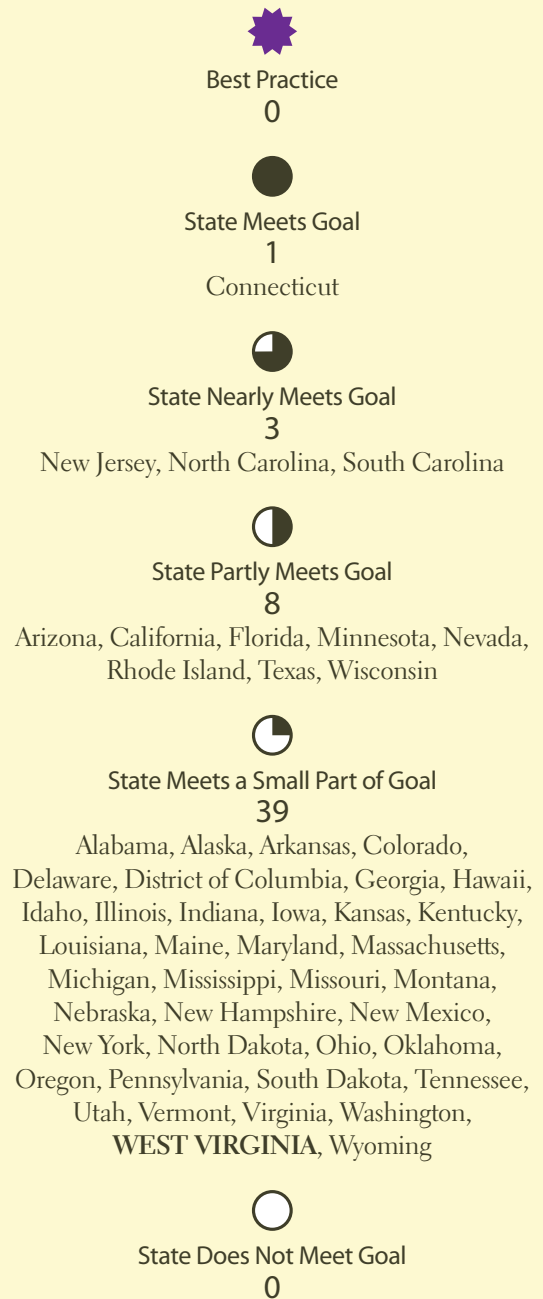 Best Practice
0
State Meets Goal
1
Connecticut
State Nearly Meets Goal
3
New Jersey, North Carolina, South Carolina
State Partly Meets Goal
8
Arizona, California, Florida, Minnesota, Nevada,
Rhode Island, Texas, Wisconsin
State Meets a Small Part of Goal
39
Alabama, Alaska, Arkansas, Colorado,
Delaware, District of Columbia, Georgia, Hawaii,
Idaho, Illinois, Indiana, Iowa, Kansas, Kentucky,
Louisiana, Maine, Maryland, Massachusetts,
Michigan, Mississippi, Missouri, Montana,
Nebraska, New Hampshire, New Mexico,
New York, North Dakota, Ohio, Oklahoma,
Oregon, Pennsylvania, South Dakota, Tennessee,
Utah, Vermont, Virginia, Washington,
WEST VIRGINIA, Wyoming
State Does Not Meet Goal
0